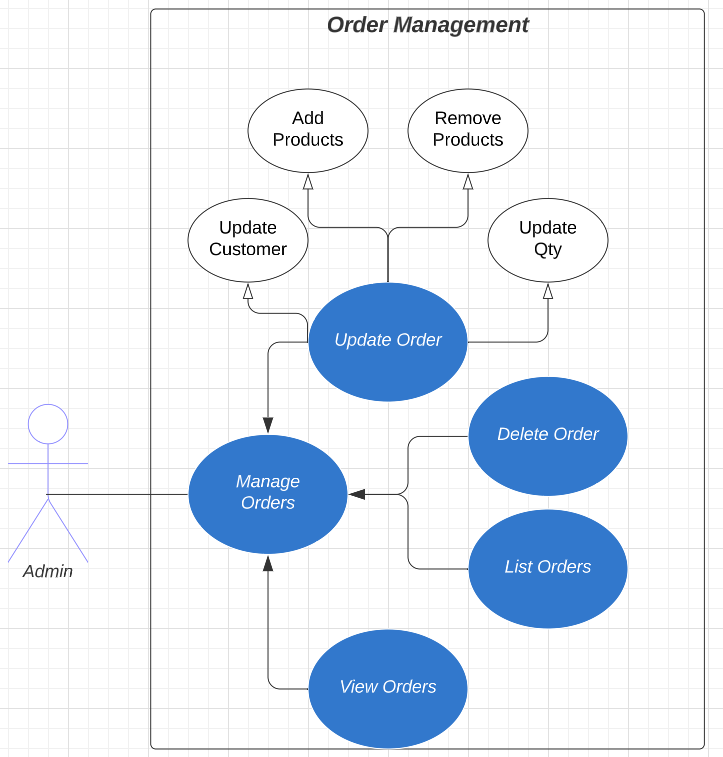 Order Management
Add
Products
Remove
Products
Update
Customer
Update
Qty
Update Order
Delete Order
Manage
Orders
List Orders
Admin
View Orders